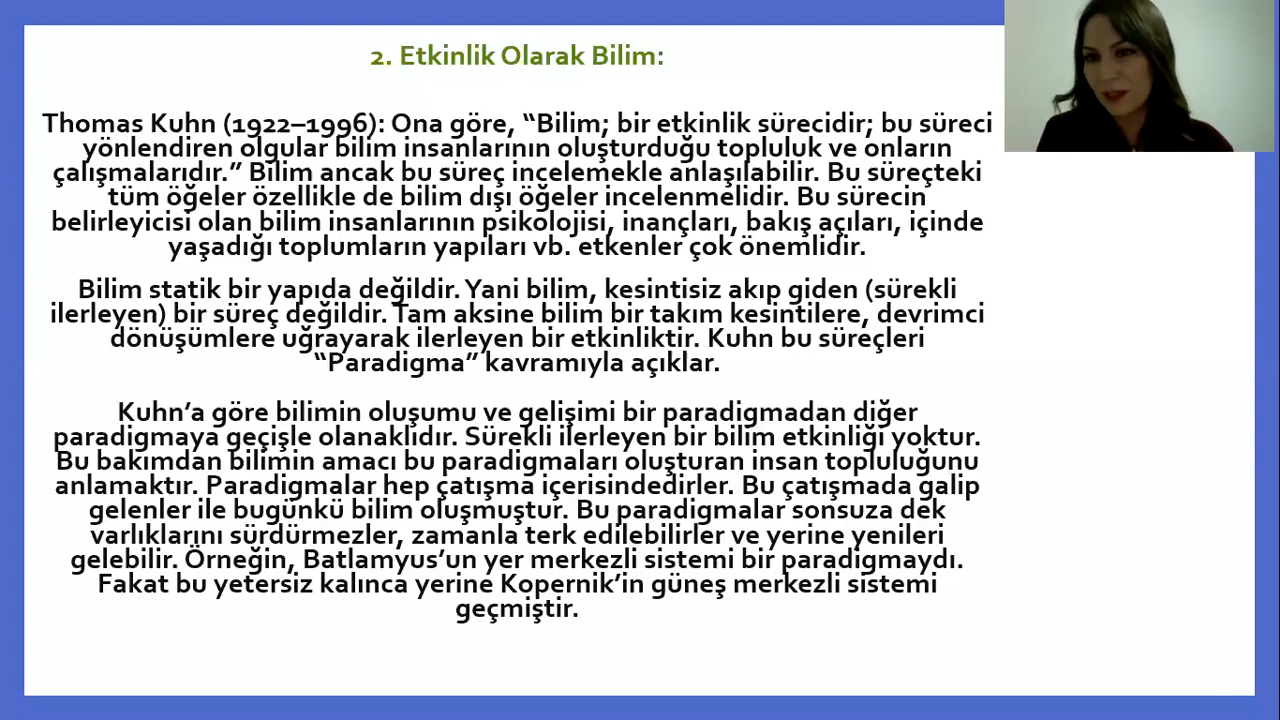 2. Etkinlik Olarak Bilim:
Thomas Kuhn (1922–1996): Ona göre, “Bilim; bir etkinlik sürecidir; bu süreci
yönlendiren olgular bilim insanlarının oluşturduğu topluluk ve onların
çalışmalarıdır.” Bilim ancak bu süreç incelemekle anlaşılabilir. Bu süreçteki
tüm öğeler özellikle de bilim dışı öğeler incelenmelidir. Bu sürecin
belirleyicisi olan bilim insanlarının psikolojisi, inançları, bakış açıları, içinde
yaşadığı toplumların yapıları vb. etkenler çok önemlidir.
Bilim statik bir yapıda değildir. Yani bilim, kesintisiz akıp giden (sürekli
ilerleyen) bir süreç değildir. Tam aksine bilim bir takım kesintilere, devrimci
dönüşümlere uğrayarak ilerleyen bir etkinliktir. Kuhn bu süreçleri
“Paradigma” kavramıyla açıklar.
Kuhn’a göre bilimin oluşumu ve gelişimi bir paradigmadan diğer
paradigmaya geçişle olanaklıdır. Sürekli ilerleyen bir bilim etkinliği yoktur.
Bu bakımdan bilimin amacı bu paradigmaları oluşturan insan topluluğunu
anlamaktır. Paradigmalar hep çatışma içerisindedirler. Bu çatışmada galip
gelenler ile bugünkü bilim oluşmuştur. Bu paradigmalar sonsuza dek
varlıklarını sürdürmezler, zamanla terk edilebilirler ve yerine yenileri
gelebilir. Örneğin, Batlamyus’un yer merkezli sistemi bir paradigmaydı.
Fakat bu yetersiz kalınca yerine Kopernik’in güneş merkezli sistemi
geçmiştir.